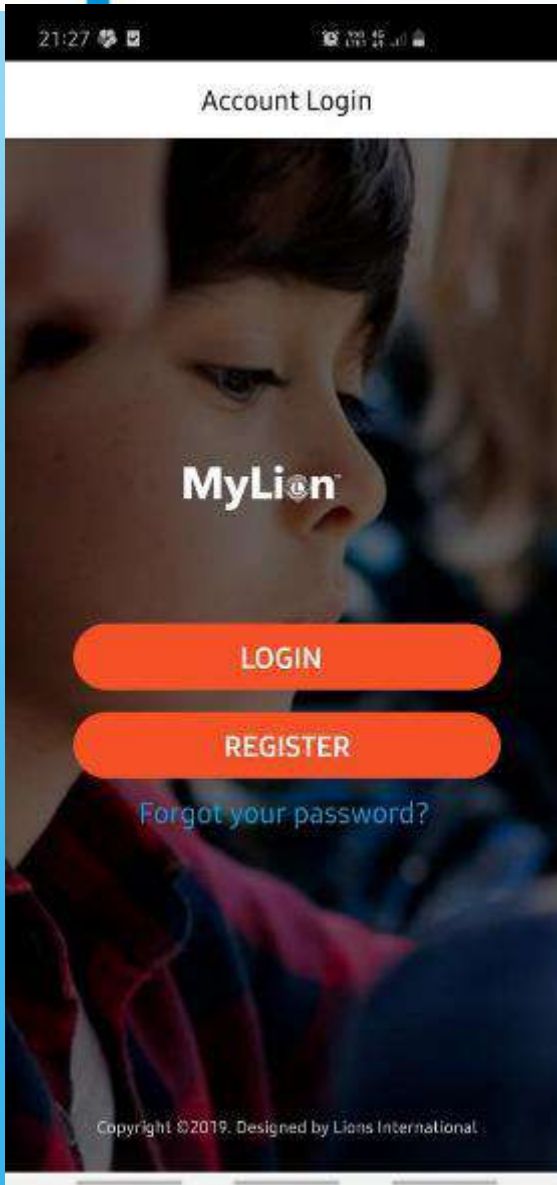 21:27
Account Login
MyLion
LOGIN
REGISTER
Forgot your password?
Copyright ©2019. Designed by Lions International